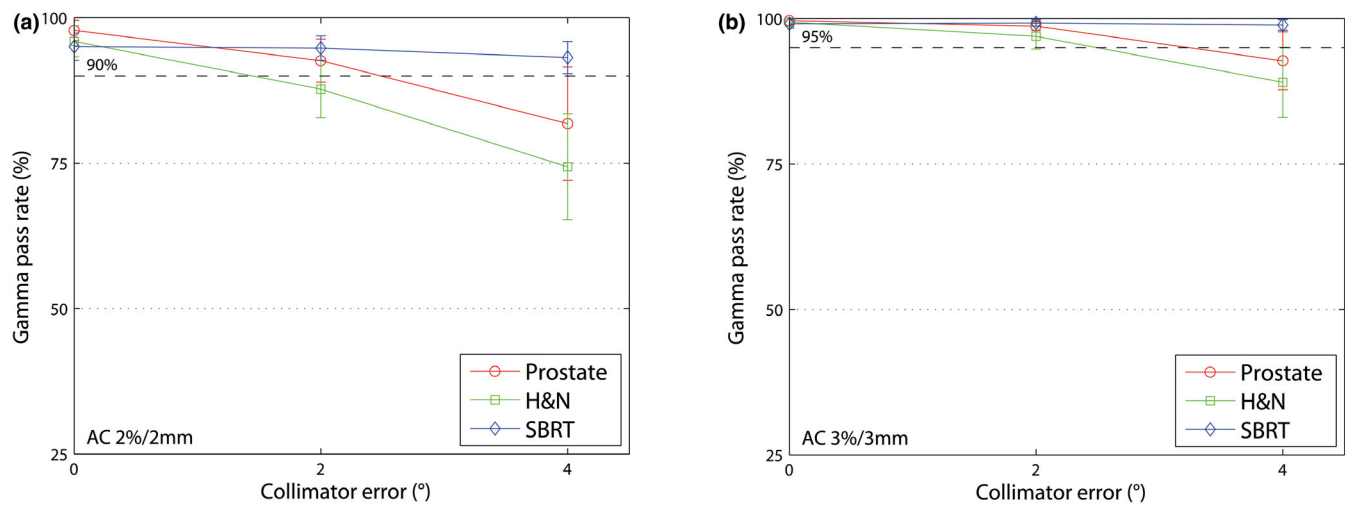 (a)
100
90%
75
50
25
0
2
4
Gamma pass rate (%)
Collimator error (°)
AC 2%/2mm
Prostate
H&N
SBRT
(b)
100
95%
75
50
25
0
2
4
Gamma pass rate (%)
Collimator error (°)
AC 3%/3mm
Prostate
H&N
SBRT